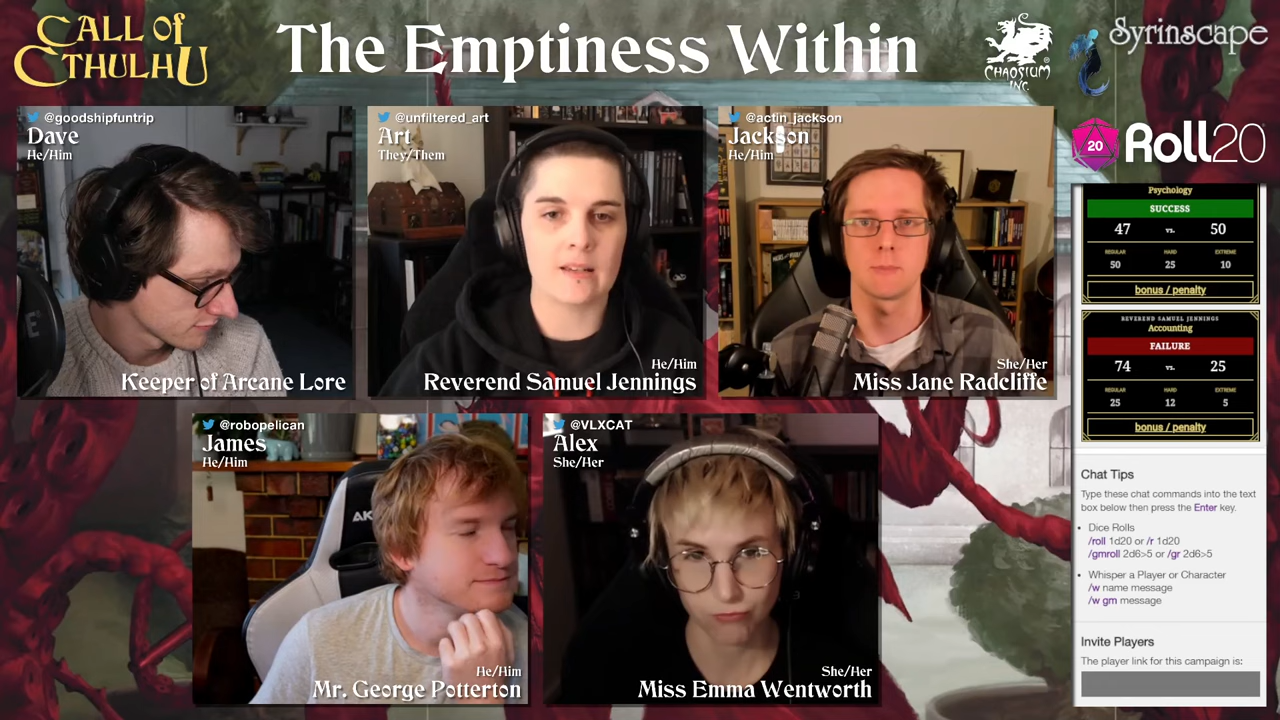 CALL of
CTHULHU
The Emptiness Within
CHAOSIUM
INC.
Syrinscape
@goodshipfuntrip
Dave
He/Him
Keeper of Arcane Lore
@unfiltered_art
Art
They/Them
He/Him
Reverend Samuel Jennings
@actin_jackson
Jackson
He/Him
She/Her
Miss Jane Radcliffe
20
Roll20
Psychology
SUCCESS
47 vs. 50
REGULAR HARD EXTREME
50 25 10
bonus / penalty
REVEREND SAMUEL JENNINGS
Accounting
FAILURE
74 vs. 25
REGULAR HARD EXTREME
25 12 5
bonus / penalty
@robopelican
James
He/Him
AK
He/Him
Mr. George Potterton
@VLXCAT
Alex
She/Her
She/Her
Miss Emma Wentworth
Chat Tips
Type these chat commands into the text
box below then press the Enter key.
• Dice Rolls
/roll 1d20 or /r 1d20
/gmroll 2d6>5 or /gr 2d6>5
• Whisper a Player or Character
/w name message
/w gm message
Invite Players
The player link for this campaign is: